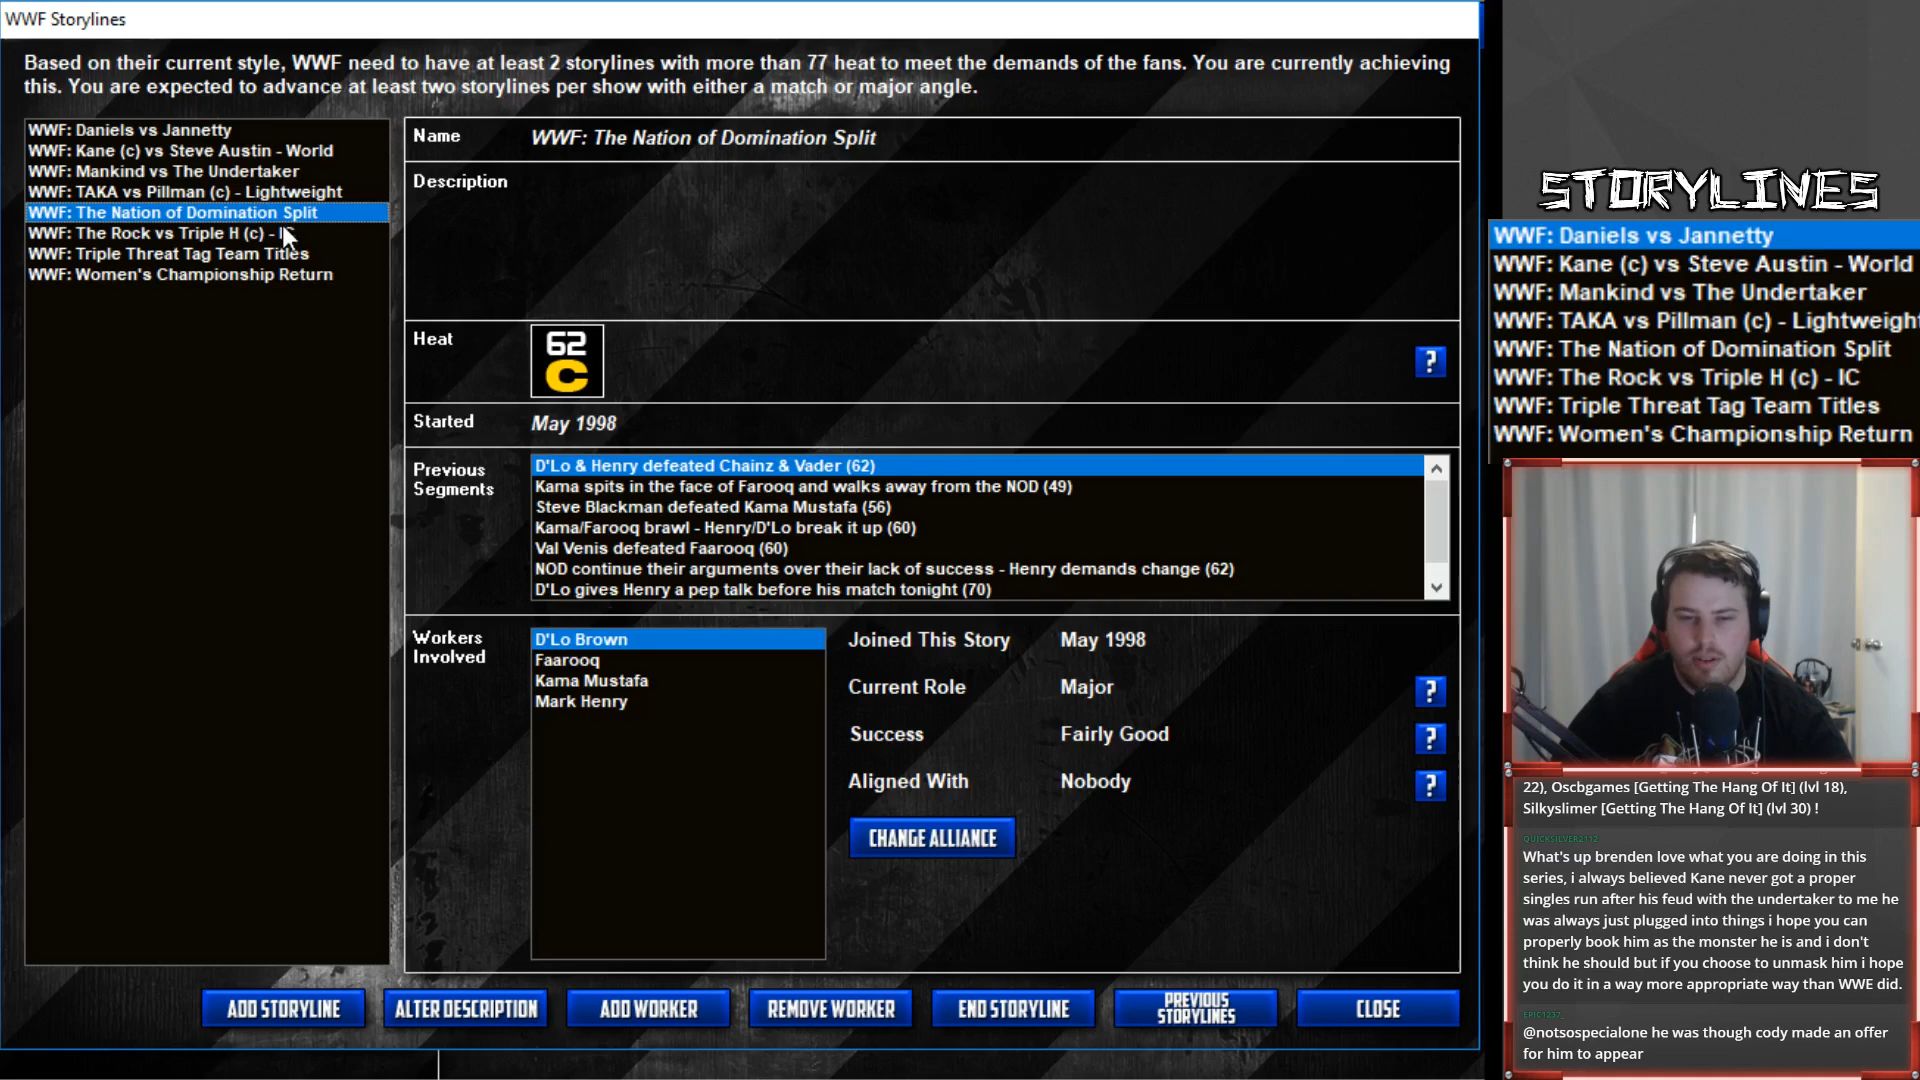 WWF Storylines
Based on their current style, WWF need to have at least 2 storylines with more than 77 heat to meet the demands of the fans. You are currently achieving
this. You are expected to advance at least two storylines per show with either a match or major angle.
WWF: Daniels vs Jannetty
WWF: Kane (c) vs Steve Austin - World
WWF: Mankind vs The Undertaker
WWF: TAKA vs Pillman (c) - Lightweight
WWF: The Nation of Domination Split
WWF: The Rock vs Triple H (c) -
WWF: Triple Threat Tag Team Titles
WWF: Women's Championship Return
Name
WWF: The Nation of Domination Split
Description
Heat
62
C
?
Started
May 1998
Previous
Segments
D'Lo & Henry defeated Chainz & Vader (62)
Kama spits in the face of Farooq and walks away from the NOD (49)
Steve Blackman defeated Kama Mustafa (56)
Kama/Farooq brawl - Henry/D'Lo break it up (60)
Val Venis defeated Faarooq (60)
NOD continue their arguments over their lack of success - Henry demands change (62)
D'Lo gives Henry a pep talk before his match tonight (70)
Workers
Involved
D'Lo Brown
Faarooq
Kama Mustafa
Mark Henry
Joined This Story
May 1998
Current Role
Major
?
Success
Fairly Good
?
Aligned With
Nobody
?
CHANGE ALLIANCE
ADD STORYLINE
ALTER DESCRIPTION
ADD WORKER
REMOVE WORKER
END STORYLINE
PREVIOUS
STORYLINES
CLOSE
STORYLINES
WWF: Daniels vs Jannetty
WWF: Kane (c) vs Steve Austin - World
WWF: Mankind vs The Undertaker
WWF: TAKA vs Pillman (c) - Lightweight
WWF: The Nation of Domination Split
WWF: The Rock vs Triple H (c) - IC
WWF: Triple Threat Tag Team Titles
WWF: Women's Championship Return
22), Oscbgames [Getting The Hang Of It] (lvl 18),
Silkyslimer [Getting The Hang Of It] (lvl 30) !
QUICKSILVER2112
What's up brenden love what you are doing in this
series, i always believed Kane never got a proper
singles run after his feud with the undertaker to me he
was always just plugged into things i hope you can
properly book him as the monster he is and i don't
think he should but if you choose to unmask him i hope
you do it in a way more appropriate way than WWE did.
EPIC1237_
@notsospecialone he was though cody made an offer
for him to appear